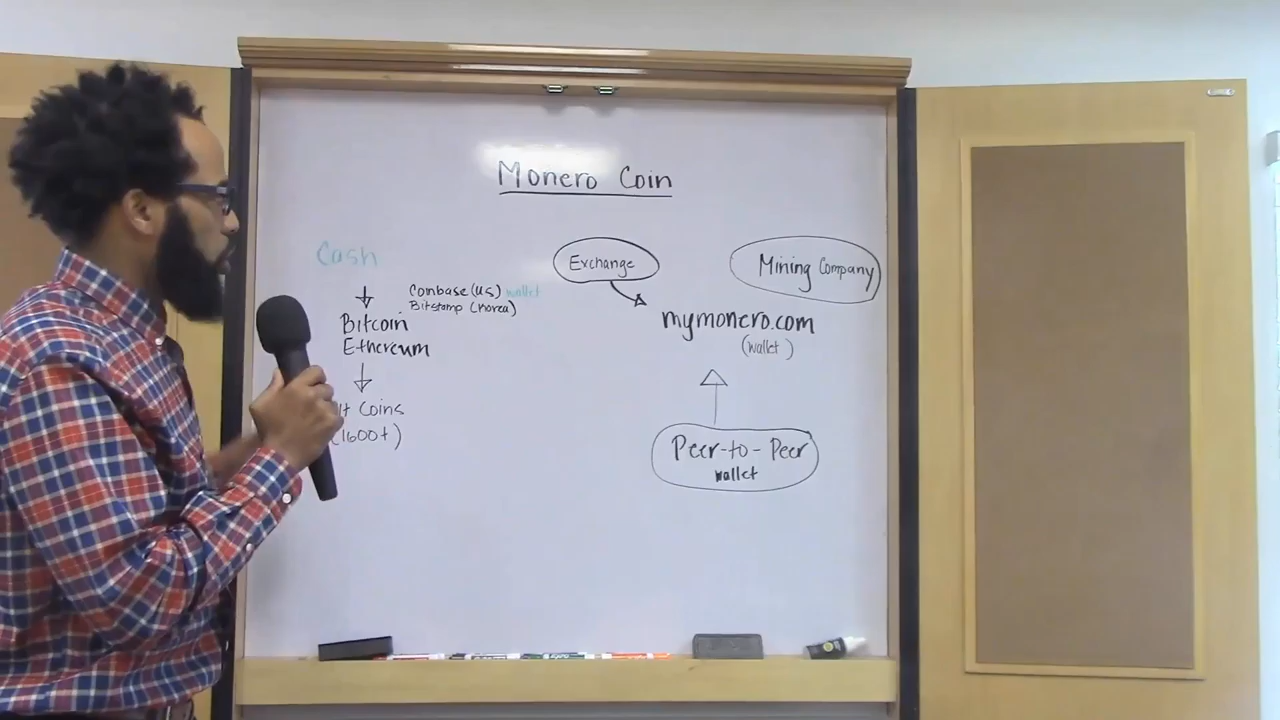 Monero Coin
Cash
Coinbase (US) wallet
Bitstamp (Korea)
Bitcoin
Ethereum
lt Coins
(1600+)
Exchange
Mining Company
mymonero.com
(wallet)
Peer-to-Peer
wallet